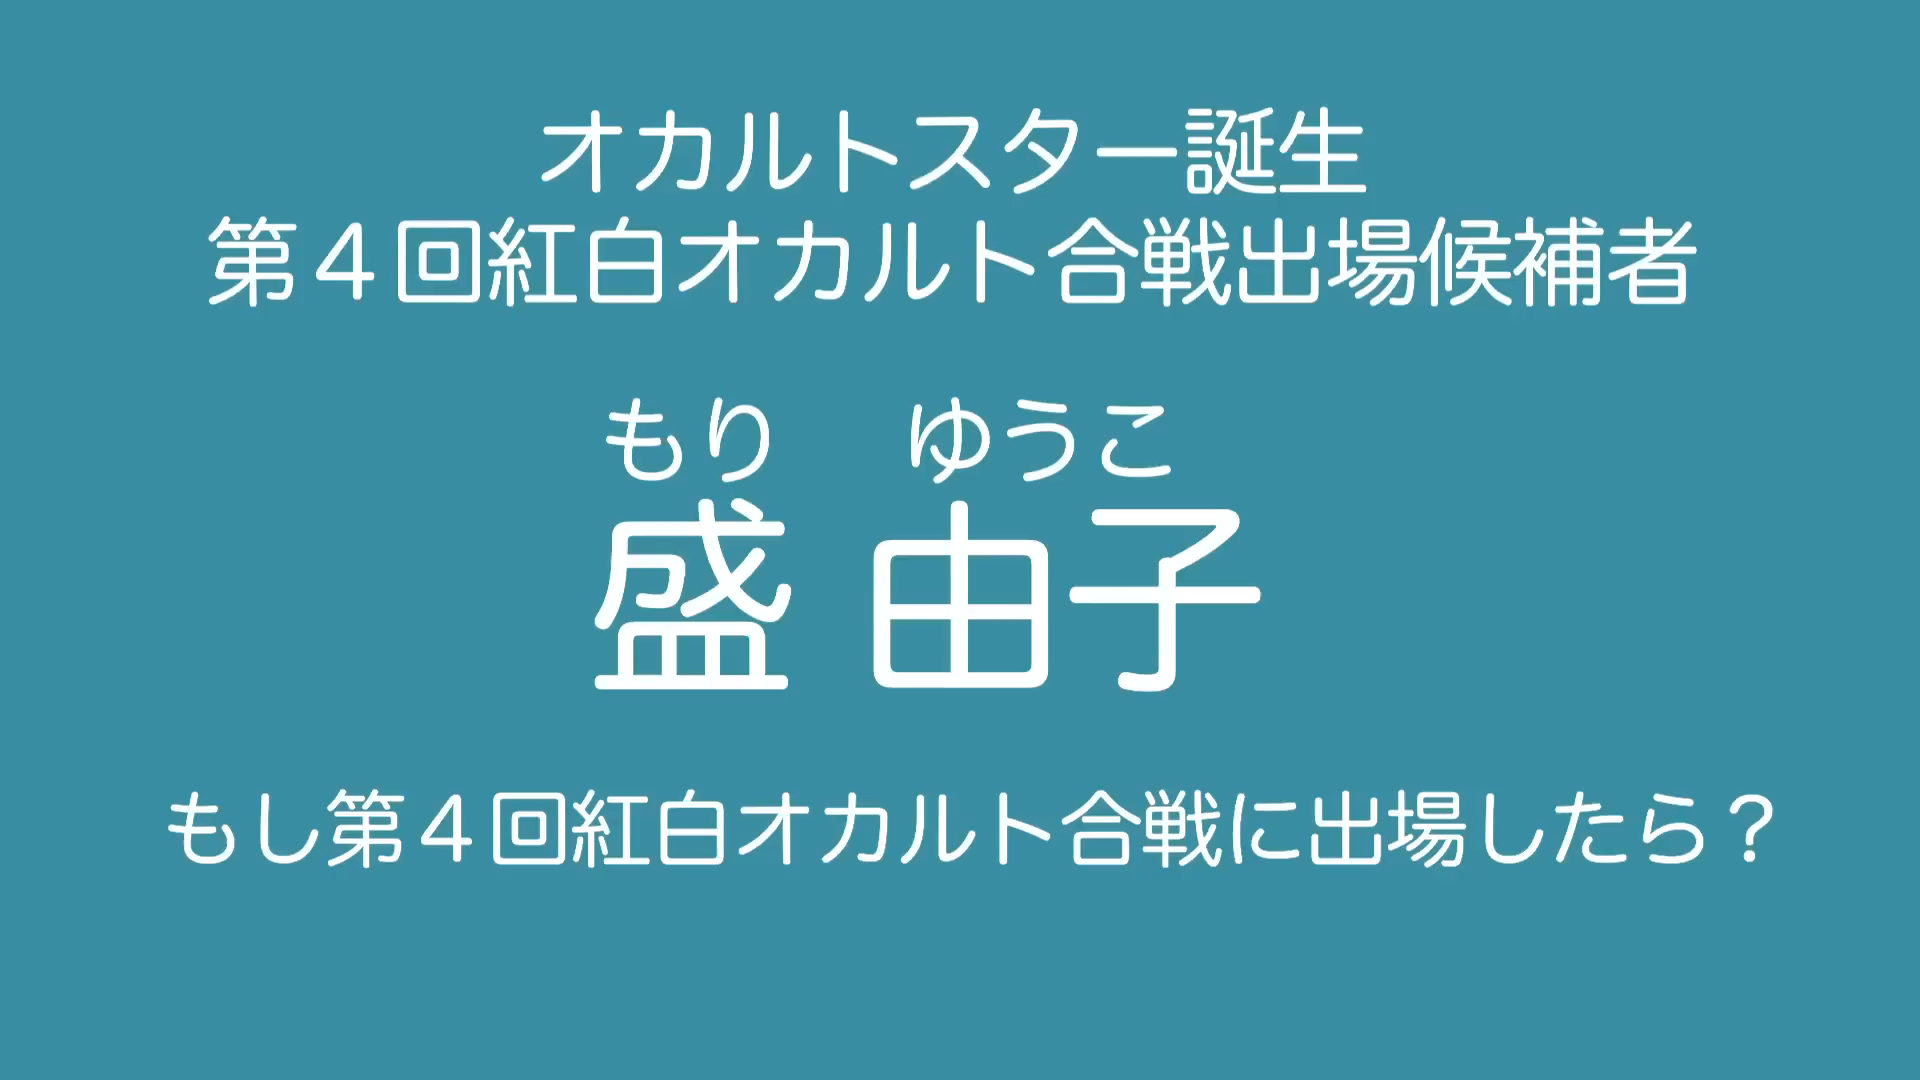 オカルトスター誕生
第４回紅白オカルト合戦出場候補者
もり ゆうこ
盛 由子
もし第４回紅白オカルト合戦に出場したら？